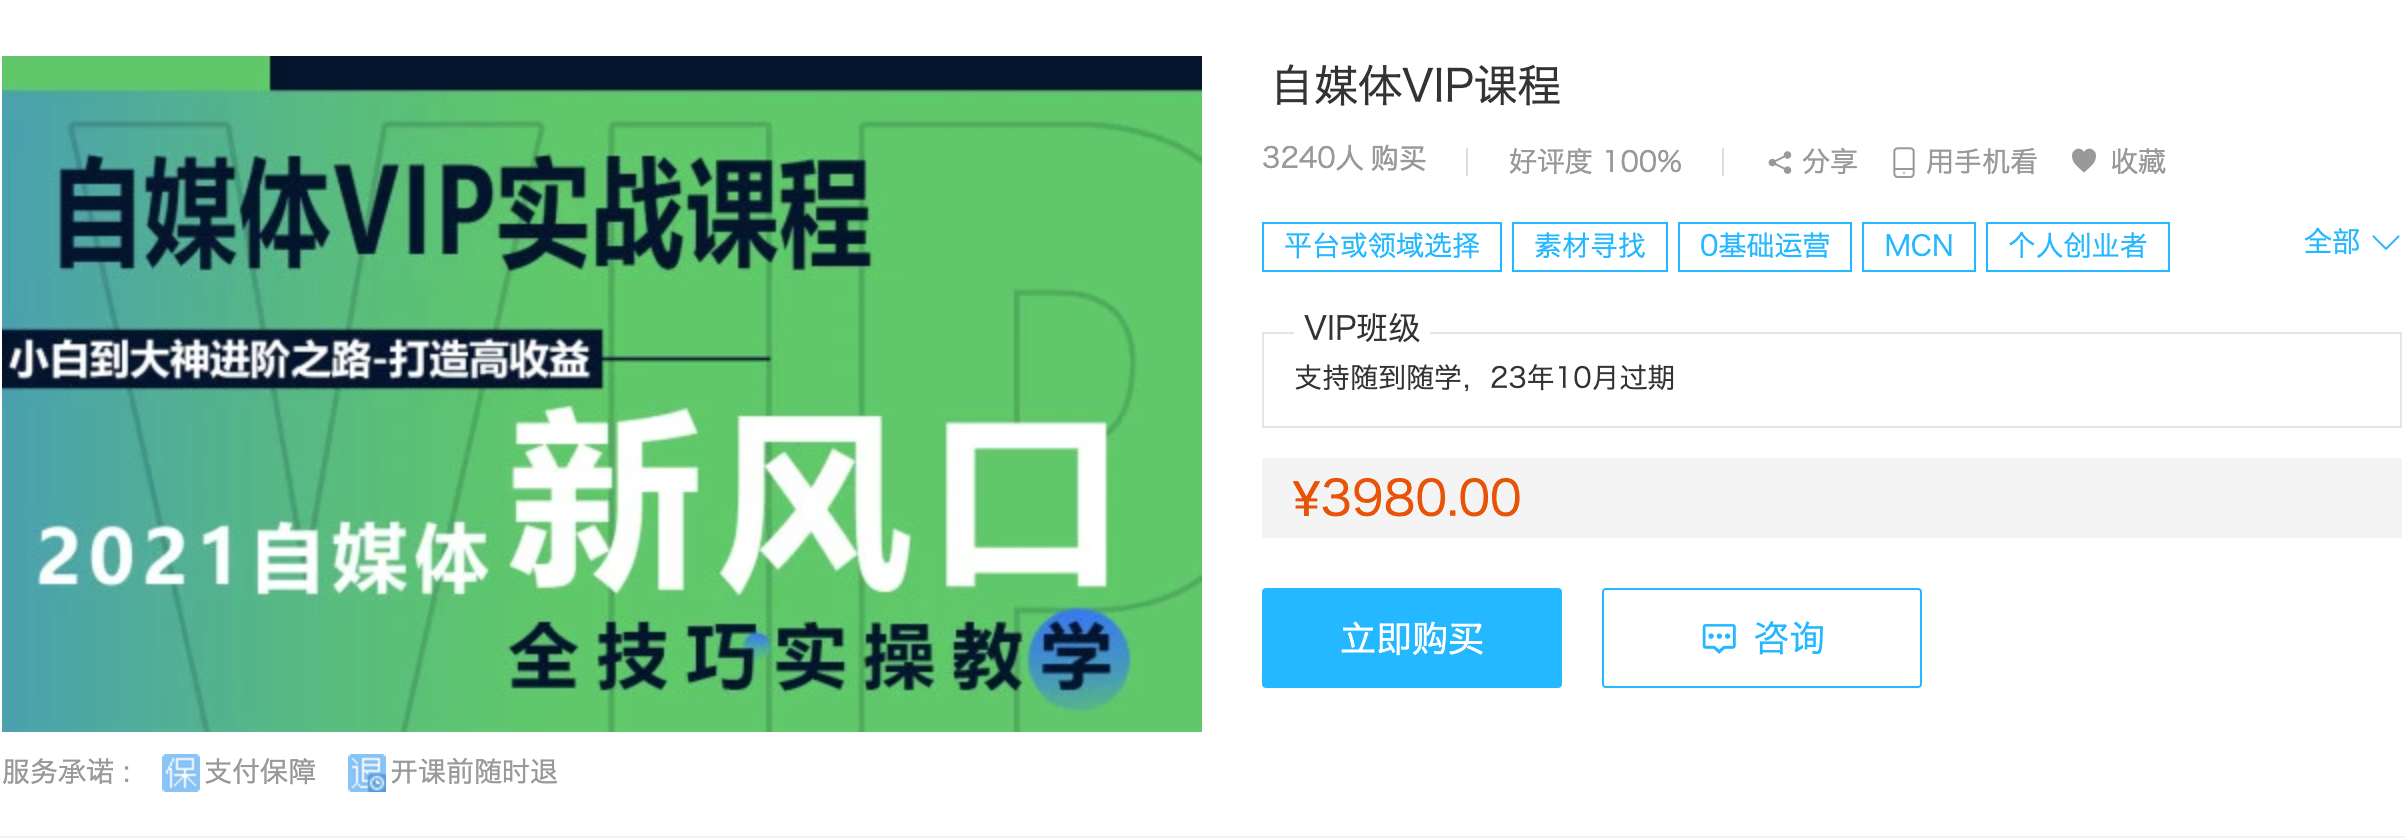 自媒体VIP实战课程
小白到大神进阶之路-打造高收益
2021自媒体 新风口
全技巧实操教学
VIP
服务承诺： 保 支付保障 退 开课前随时退
自媒体VIP课程
3240人 购买 好评度 100% 分享 用手机看 收藏
平台或领域选择 素材寻找 0基础运营 MCN 个人创业者 全部
VIP班级
支持随到随学，23年10月过期
¥3980.00
立即购买 咨询